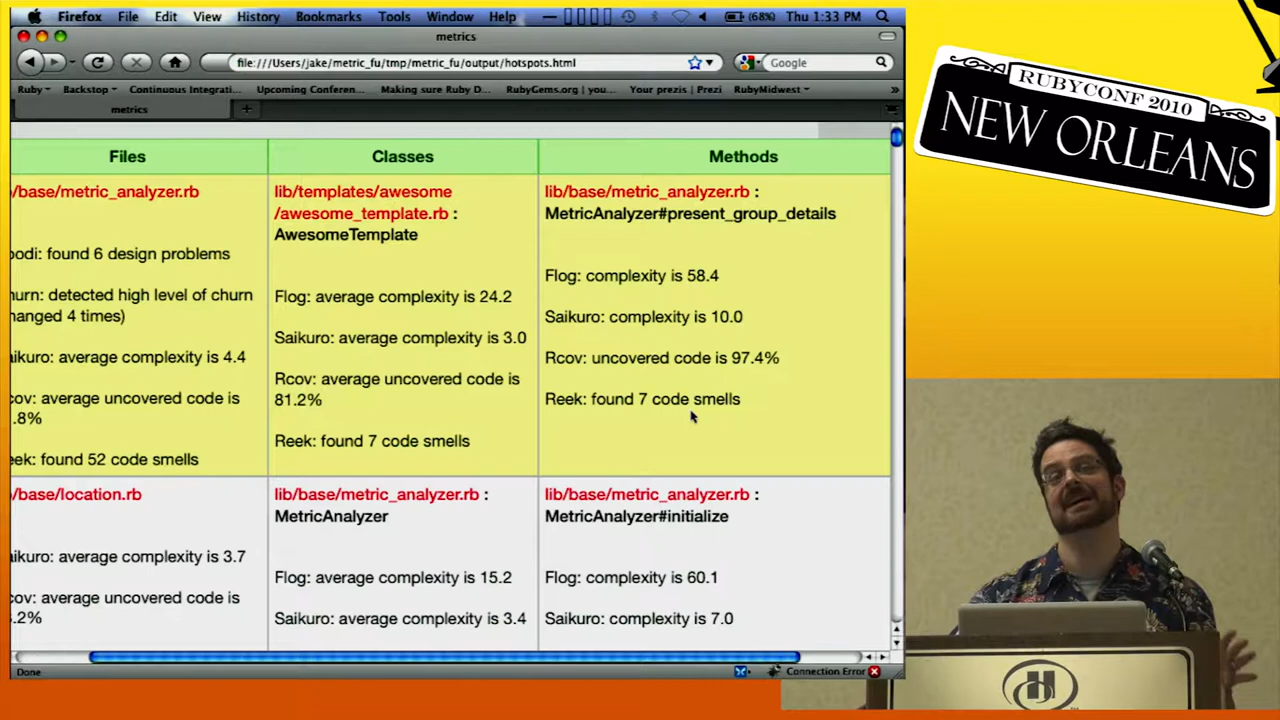 Firefox File Edit View History Bookmarks Tools Window Help (68%) Thu 1:33 PM
metrics
file:///Users/jake/metric_fu/tmp/metric_fu/output/hotspots.html
Google
Ruby Backstop Continuous Integrati... Upcoming Conferen... Making sure Ruby D... RubyGems.org | you... Your prezis | Prezi RubyMidwest
metrics
Files Classes Methods
/base/metric_analyzer.rb
oodi: found 6 design problems
urn: detected high level of churn
anged 4 times)
aikuro: average complexity is 4.4
cov: average uncovered code is
.8%
eek: found 52 code smells
lib/templates/awesome
/awesome_template.rb :
AwesomeTemplate
Flog: average complexity is 24.2
Saikuro: average complexity is 3.0
Rcov: average uncovered code is
81.2%
Reek: found 7 code smells
lib/base/metric_analyzer.rb :
MetricAnalyzer#present_group_details
Flog: complexity is 58.4
Saikuro: complexity is 10.0
Rcov: uncovered code is 97.4%
Reek: found 7 code smells
/base/location.rb
aikuro: average complexity is 3.7
cov: average uncovered code is
.2%
lib/base/metric_analyzer.rb :
MetricAnalyzer
Flog: average complexity is 15.2
Saikuro: average complexity is 3.4
lib/base/metric_analyzer.rb :
MetricAnalyzer#initialize
Flog: complexity is 60.1
Saikuro: complexity is 7.0
Done
Connection Error
RUBYCONF 2010
NEW ORLEANS
H